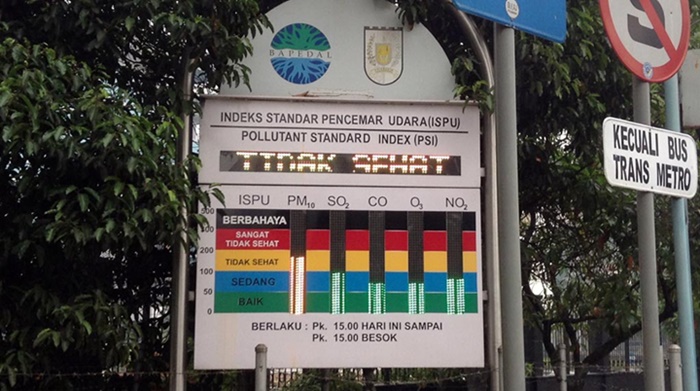 BAPEDAL
INDEKS STANDAR PENCEMAR UDARA(ISPU)
POLLUTANT STANDARD INDEX (PSI)
TIDAK SEHAT
ISPU PM10 SO2 CO O3 NO2
500 BERBAHAYA
300 SANGAT
TIDAK SEHAT
200 TIDAK SEHAT
100 SEDANG
50 BAIK
0
BERLAKU : Pk. 15.00 HARI INI SAMPAI
Pk. 15.00 BESOK
S
KECUALI BUS
TRANS METRO